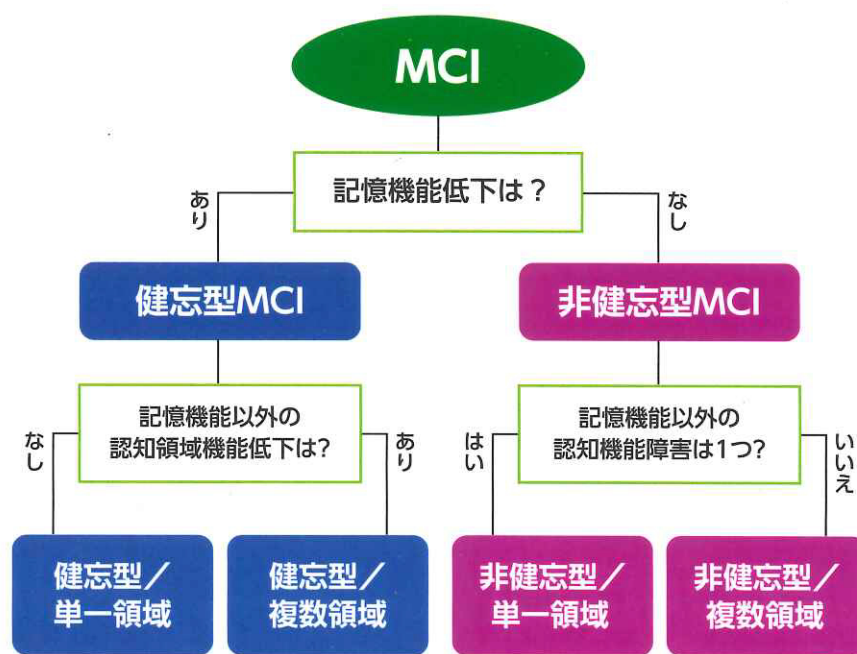 MCI
記憶機能低下は？
あり
なし
健忘型MCI
非健忘型MCI
記憶機能以外の
認知領域機能低下は?
なし
あり
記憶機能以外の
認知機能障害は1つ?
はい
いいえ
健忘型／
単一領域
健忘型／
複数領域
非健忘型／
単一領域
非健忘型／
複数領域